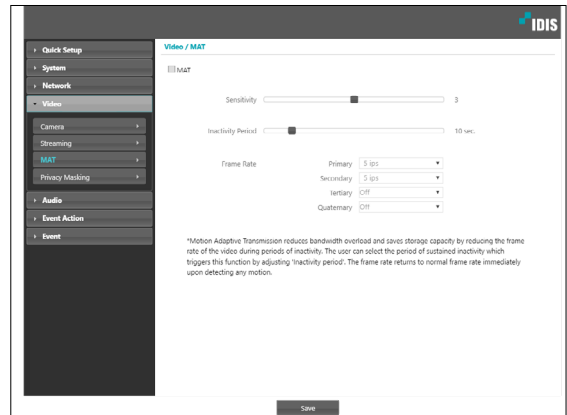 IDIS
Quick Setup
System
Network
Video
Camera
Streaming
MAT
Privacy Masking
Audio
Event Action
Event
Video / MAT
MAT
Sensitivity 3
Inactivity Period 10 sec.
Frame Rate Primary 5 ips
Secondary 5 ips
Tertiary Off
Quaternary Off
*Motion Adaptive Transmission reduces bandwidth overload and saves storage capacity by reducing the frame
rate of the video during periods of inactivity. The user can select the period of sustained inactivity which
triggers this function by adjusting 'Inactivity period'. The frame rate returns to normal frame rate immediately
upon detecting any motion.
Save